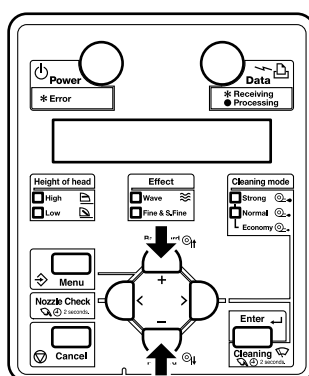 Power
Data
* Error
* Receiving
● Processing
Height of head
High
Low
Effect
Wave
Fine & S.Fine
Cleaning mode
Strong
Normal
Economy
Menu
+
< >
−
Nozzle Check
2 seconds.
Enter
Cancel
Cleaning
2 seconds.